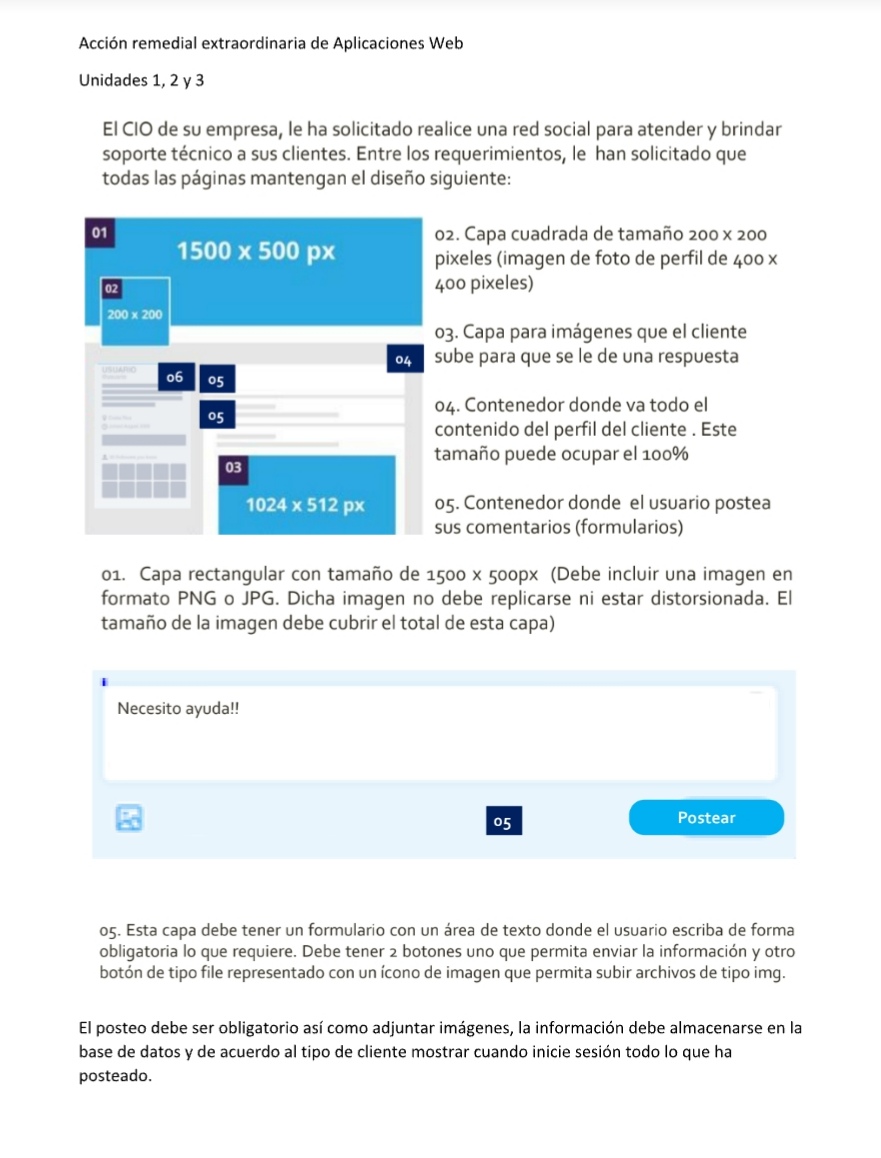 Acción remedial extraordinaria de Aplicaciones Web
Unidades 1, 2 y 3
El CIO de su empresa, le ha solicitado realice una red social para atender y brindar
soporte técnico a sus clientes. Entre los requerimientos, le han solicitado que
todas las páginas mantengan el diseño siguiente:
01
1500 x 500 px
02
200 x 200
USUARIO
06
05
04
05
03
1024 x 512 px
02. Capa cuadrada de tamaño 200 x 200
pixeles (imagen de foto de perfil de 400 x
400 pixeles)
03. Capa para imágenes que el cliente
sube para que se le de una respuesta
04. Contenedor donde va todo el
contenido del perfil del cliente . Este
tamaño puede ocupar el 100%
05. Contenedor donde el usuario postea
sus comentarios (formularios)
01. Capa rectangular con tamaño de 1500 x 500px (Debe incluir una imagen en
formato PNG o JPG. Dicha imagen no debe replicarse ni estar distorsionada. El
tamaño de la imagen debe cubrir el total de esta capa)
Necesito ayuda!!
05
Postear
05. Esta capa debe tener un formulario con un área de texto donde el usuario escriba de forma
obligatoria lo que requiere. Debe tener 2 botones uno que permita enviar la información y otro
botón de tipo file representado con un ícono de imagen que permita subir archivos de tipo img.
El posteo debe ser obligatorio así como adjuntar imágenes, la información debe almacenarse en la
base de datos y de acuerdo al tipo de cliente mostrar cuando inicie sesión todo lo que ha
posteado.